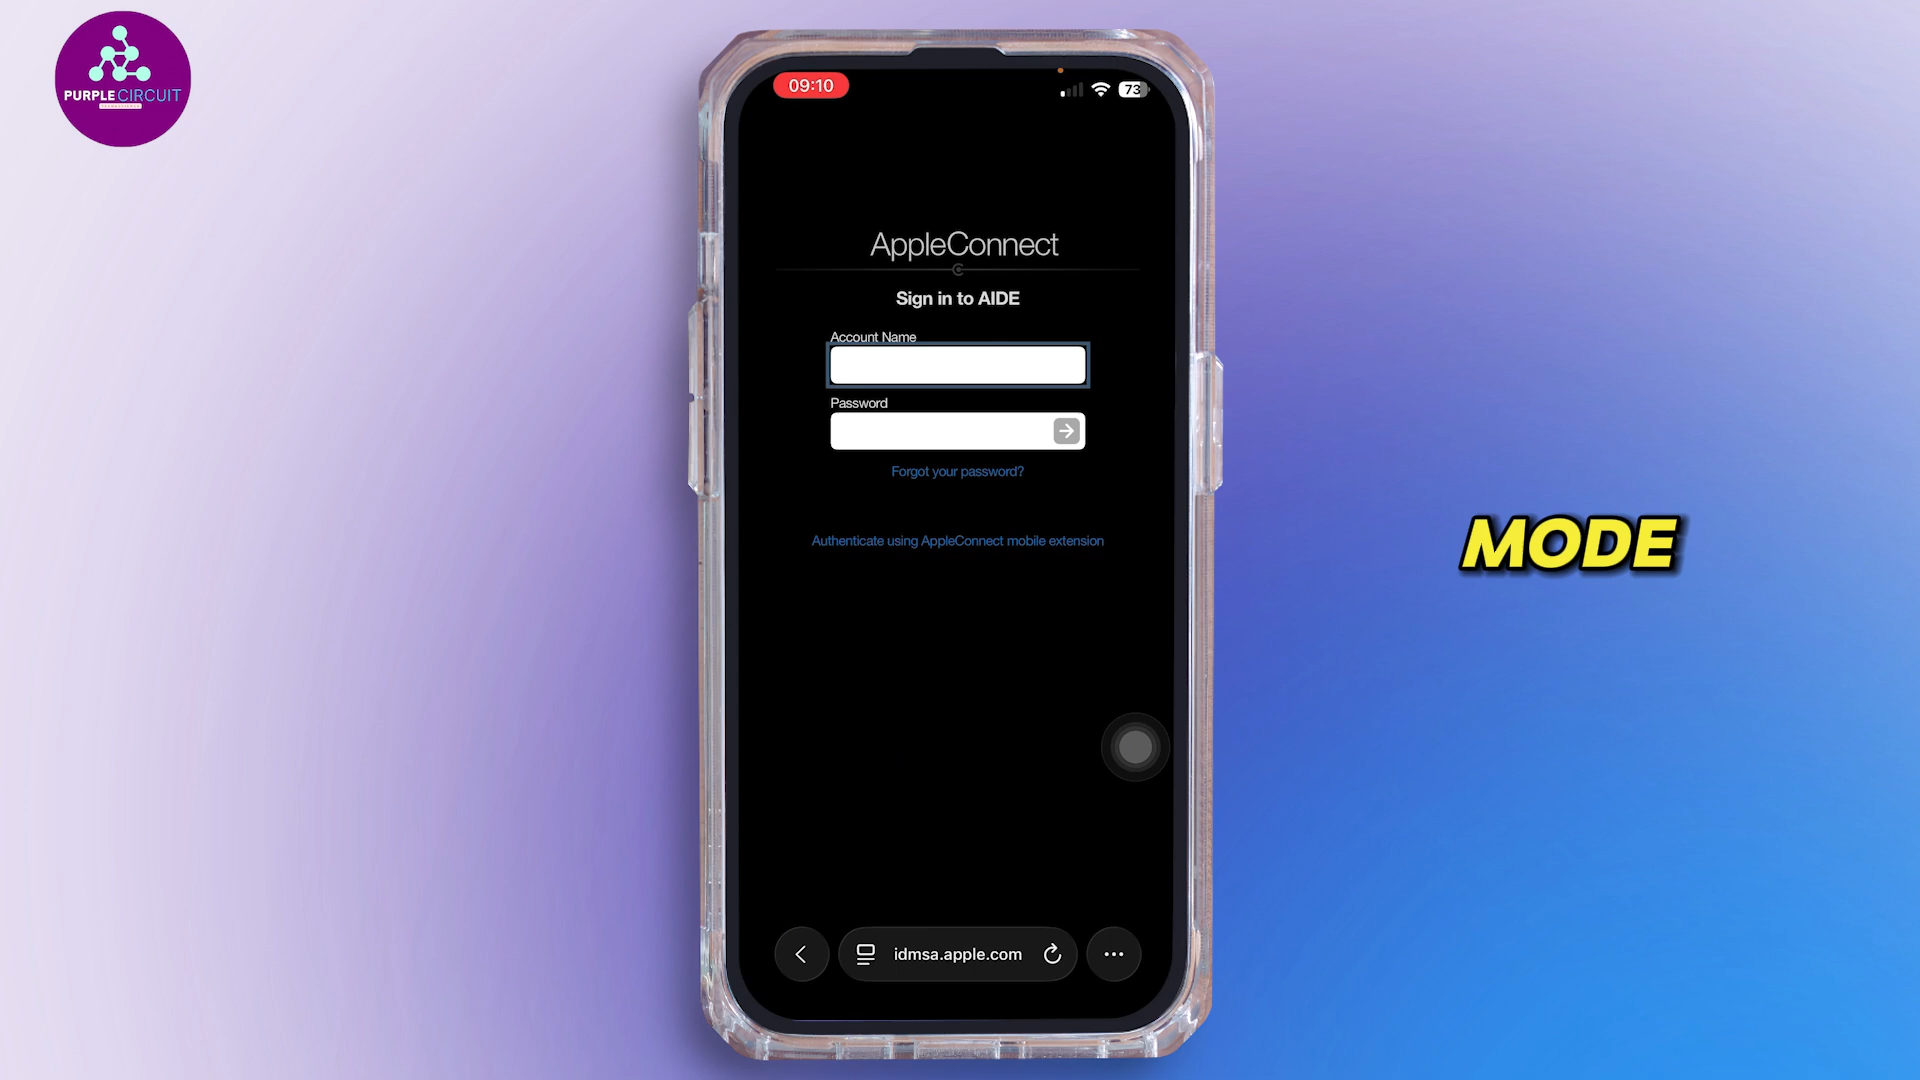 PURPLE CIRCUIT
09:10
73
AppleConnect
Sign in to AIDE
Account Name
Password
Forgot your password?
Authenticate using AppleConnect mobile extension
MODE
idmsa.apple.com